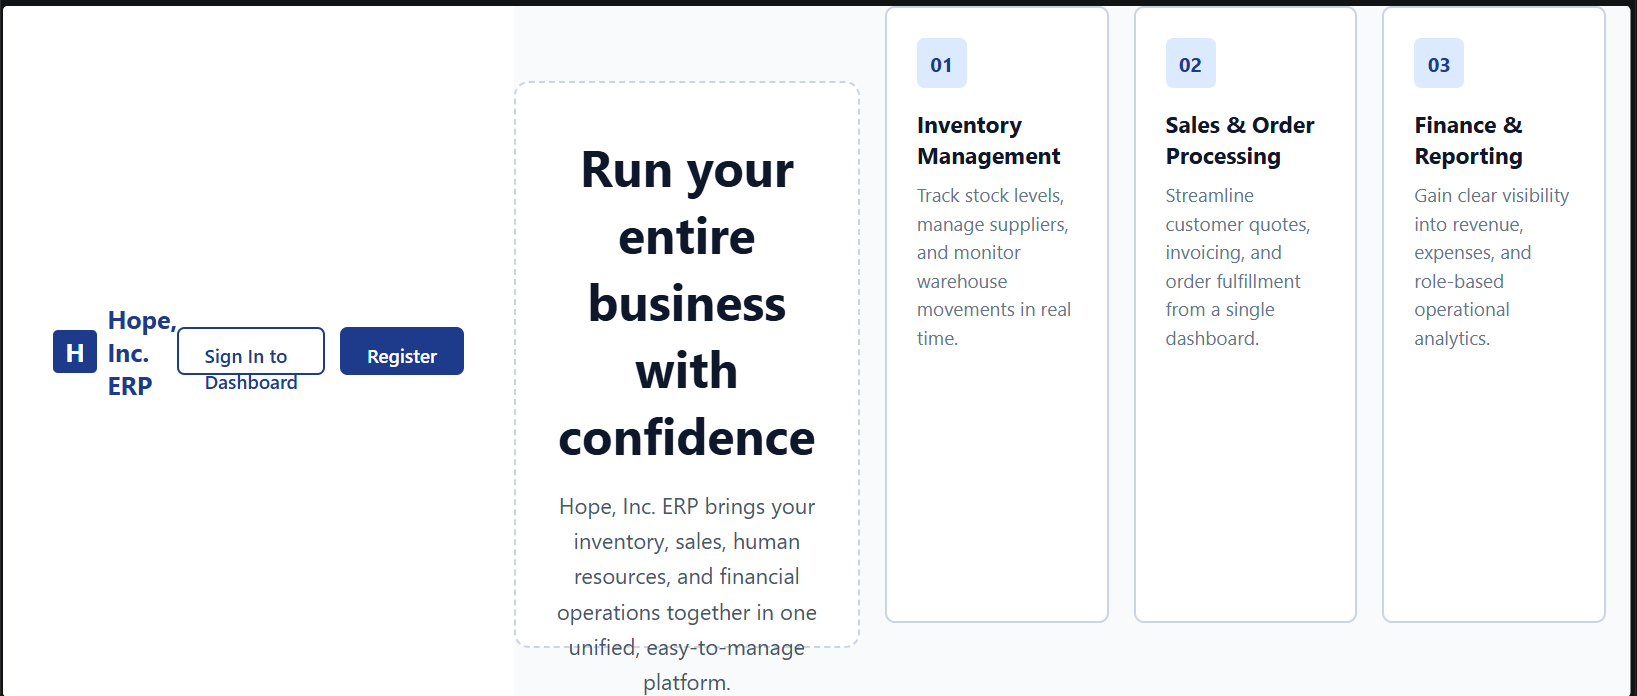 H
Hope,
Inc.
ERP
Sign In to
Dashboard
Register
Run your
entire
business
with
confidence
Hope, Inc. ERP brings your
inventory, sales, human
resources, and financial
operations together in one
unified, easy-to-manage
platform.
01
Inventory
Management
Track stock levels,
manage suppliers,
and monitor
warehouse
movements in real
time.
02
Sales & Order
Processing
Streamline
customer quotes,
invoicing, and
order fulfillment
from a single
dashboard.
03
Finance &
Reporting
Gain clear visibility
into revenue,
expenses, and
role-based
operational
analytics.